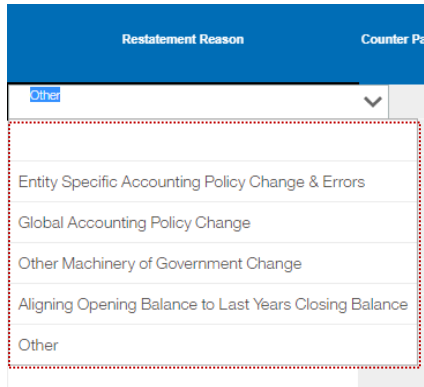 Restatement Reason Counter Pa
Other
Entity Specific Accounting Policy Change & Errors
Global Accounting Policy Change
Other Machinery of Government Change
Aligning Opening Balance to Last Years Closing Balance
Other